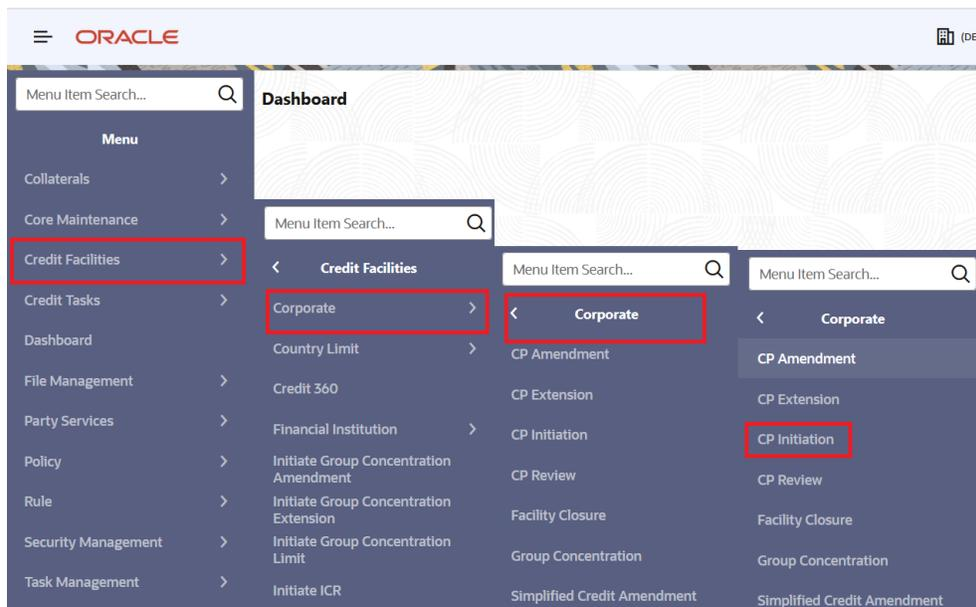 ORACLE
(DE
Menu Item Search...
Dashboard
Menu
Collaterals
Core Maintenance
Credit Facilities
Credit Tasks
Dashboard
File Management
Party Services
Policy
Rule
Security Management
Task Management
Menu Item Search...
Credit Facilities
Corporate
Country Limit
Credit 360
Financial Institution
Initiate Group Concentration
Amendment
Initiate Group Concentration
Extension
Initiate Group Concentration
Limit
Initiate ICR
Menu Item Search...
Corporate
CP Amendment
CP Extension
CP Initiation
CP Review
Facility Closure
Group Concentration
Simplified Credit Amendment
Menu Item Search...
Corporate
CP Amendment
CP Extension
CP Initiation
CP Review
Facility Closure
Group Concentration
Simplified Credit Amendment